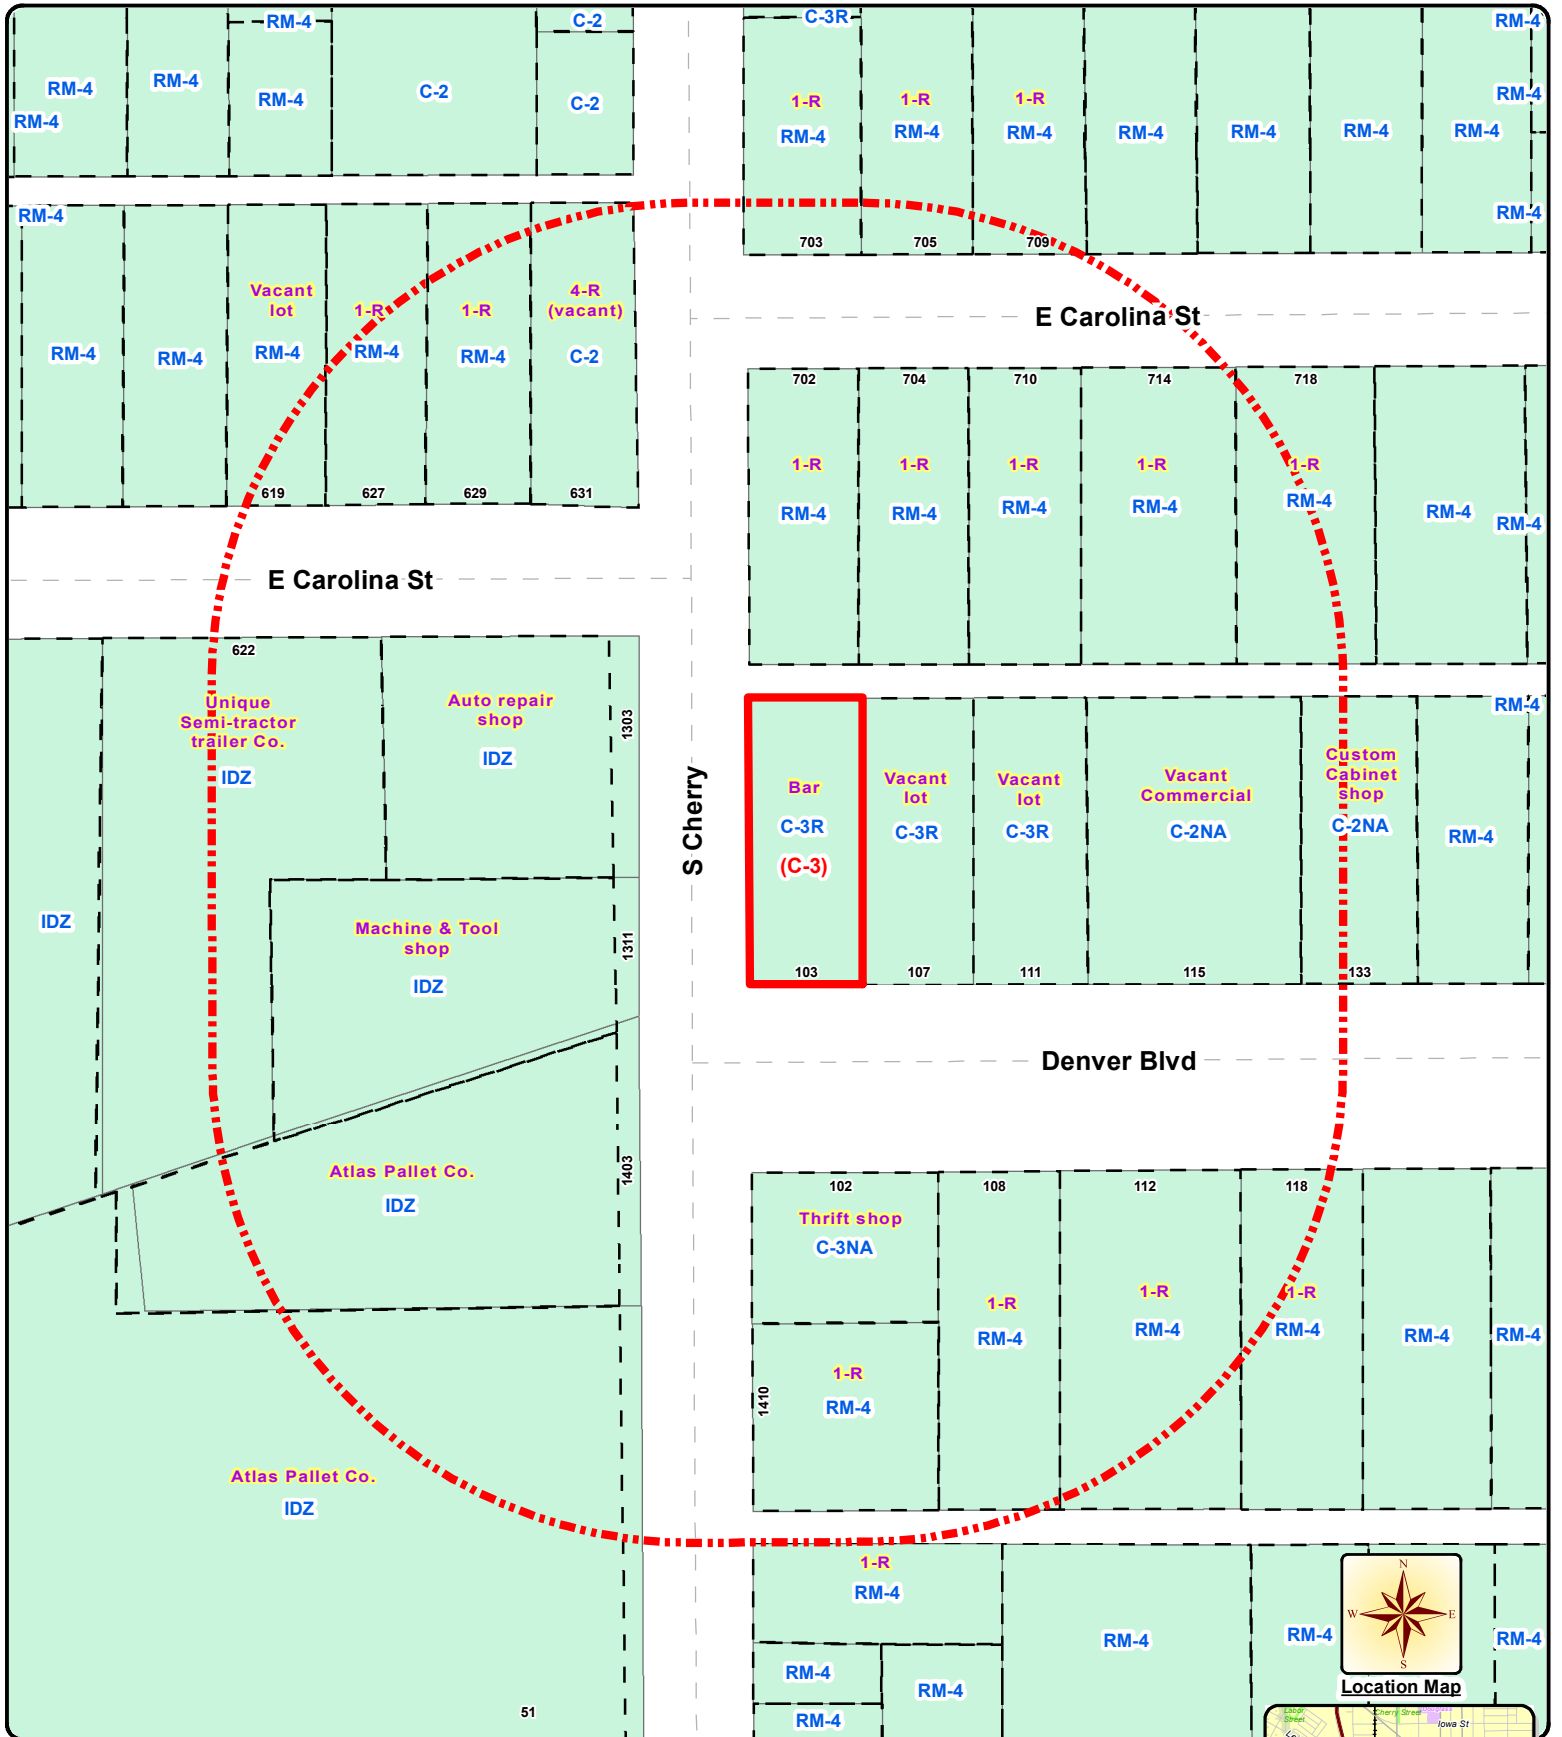 RM-4
C-2
C-3R
RM-4
RM-4
RM-4
RM-4
C-2
C-2
RM-4
RM-4
1-R
RM-4
1-R
RM-4
1-R
RM-4
RM-4
RM-4
RM-4
RM-4
RM-4
RM-4
703
705
709
RM-4
RM-4
RM-4
Vacant
lot
RM-4
1-R
RM-4
1-R
RM-4
4-R
(vacant)
C-2
619
627
629
631
E Carolina St
702
704
710
714
718
1-R
RM-4
1-R
RM-4
1-R
RM-4
1-R
RM-4
1-R
RM-4
RM-4
RM-4
E Carolina St
622
Unique
Semi-tractor
trailer Co.
IDZ
Auto repair
shop
IDZ
1303
IDZ
Machine & Tool
shop
IDZ
1311
S Cherry
Bar
C-3R
(C-3)
103
Vacant
lot
C-3R
107
Vacant
lot
C-3R
111
Vacant
Commercial
C-2NA
115
Custom
Cabinet
shop
C-2NA
133
RM-4
RM-4
Denver Blvd
Atlas Pallet Co.
IDZ
1403
102
Thrift shop
C-3NA
108
1-R
RM-4
112
1-R
RM-4
118
1-R
RM-4
RM-4
RM-4
1410
1-R
RM-4
Atlas Pallet Co.
IDZ
51
1-R
RM-4
RM-4
RM-4
RM-4
RM-4
RM-4
RM-4
N
W
E
S
Location Map
Labor
Street
Cherry Street
Iowa St